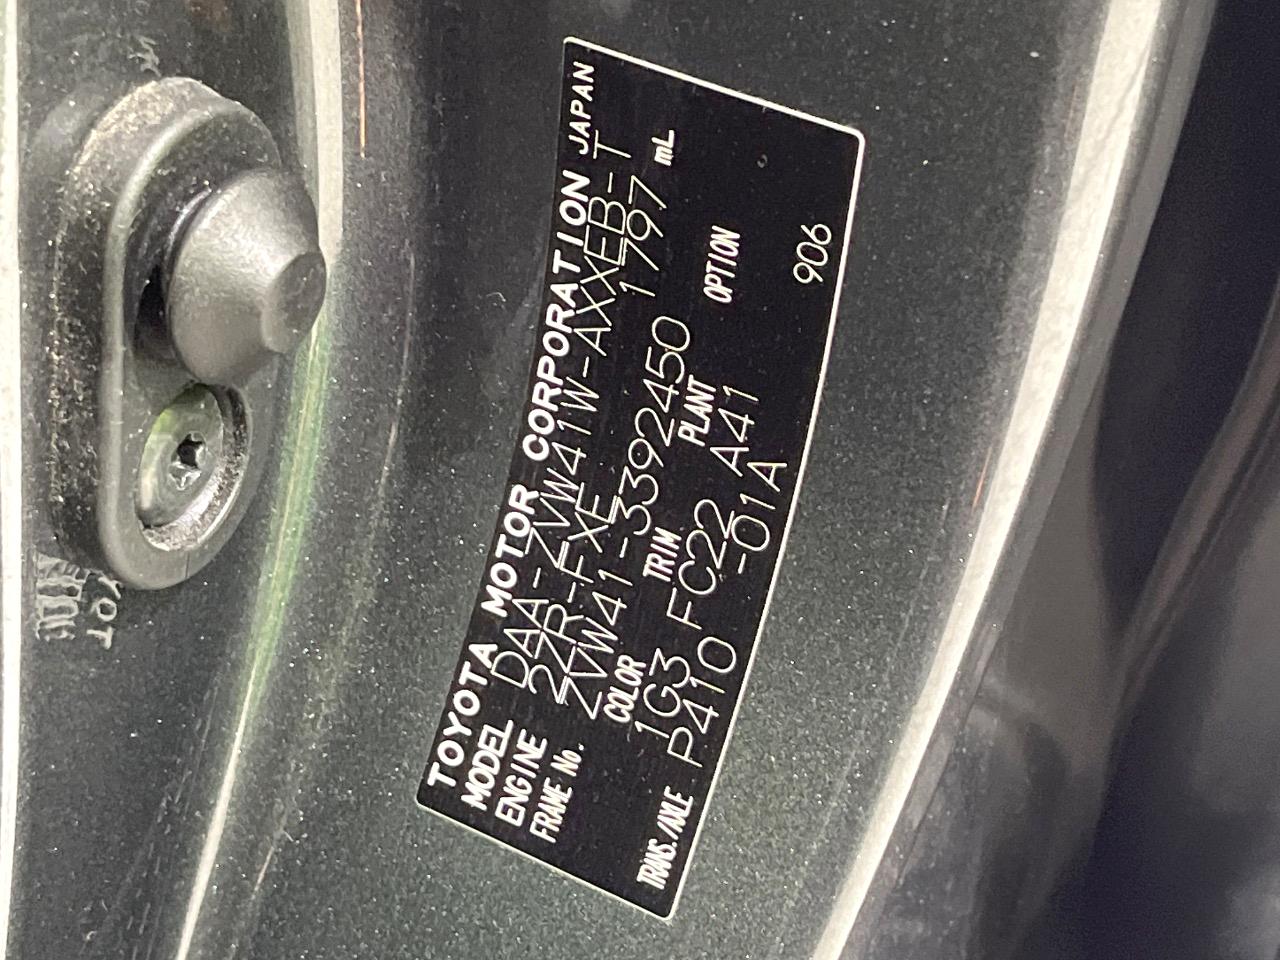 TOYOTA MOTOR CORPORATION JAPAN
MODEL DAA-ZVW41W-AXXEB-T
ENGINE 2ZR-FXE 1797 mL
FRAME No. ZVW41-3392450
COLOR TRIM PLANT OPTION
1G3 FC22 A41
TRANS./AXLE P410 -01A 906